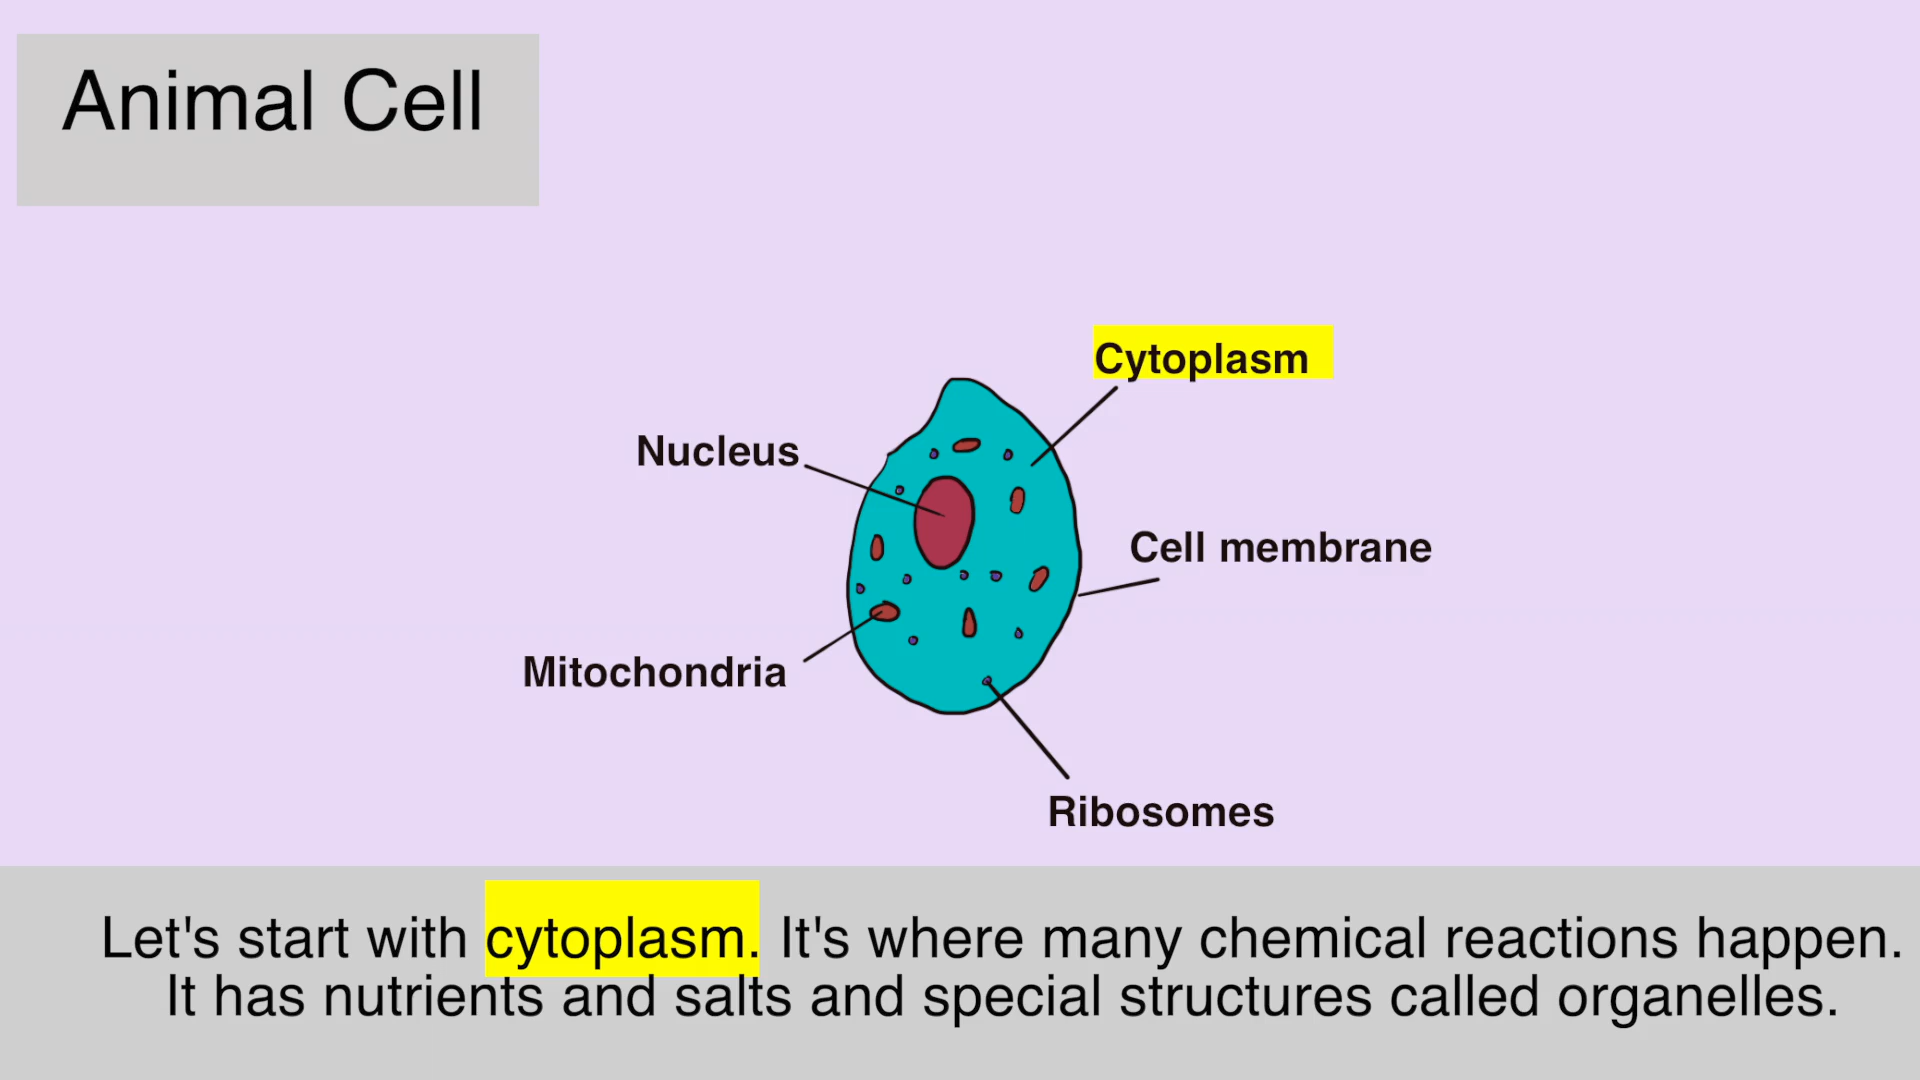 Animal Cell
Cytoplasm
Nucleus
Cell membrane
Mitochondria
Ribosomes
Let's start with cytoplasm. It's where many chemical reactions happen.
It has nutrients and salts and special structures called organelles.